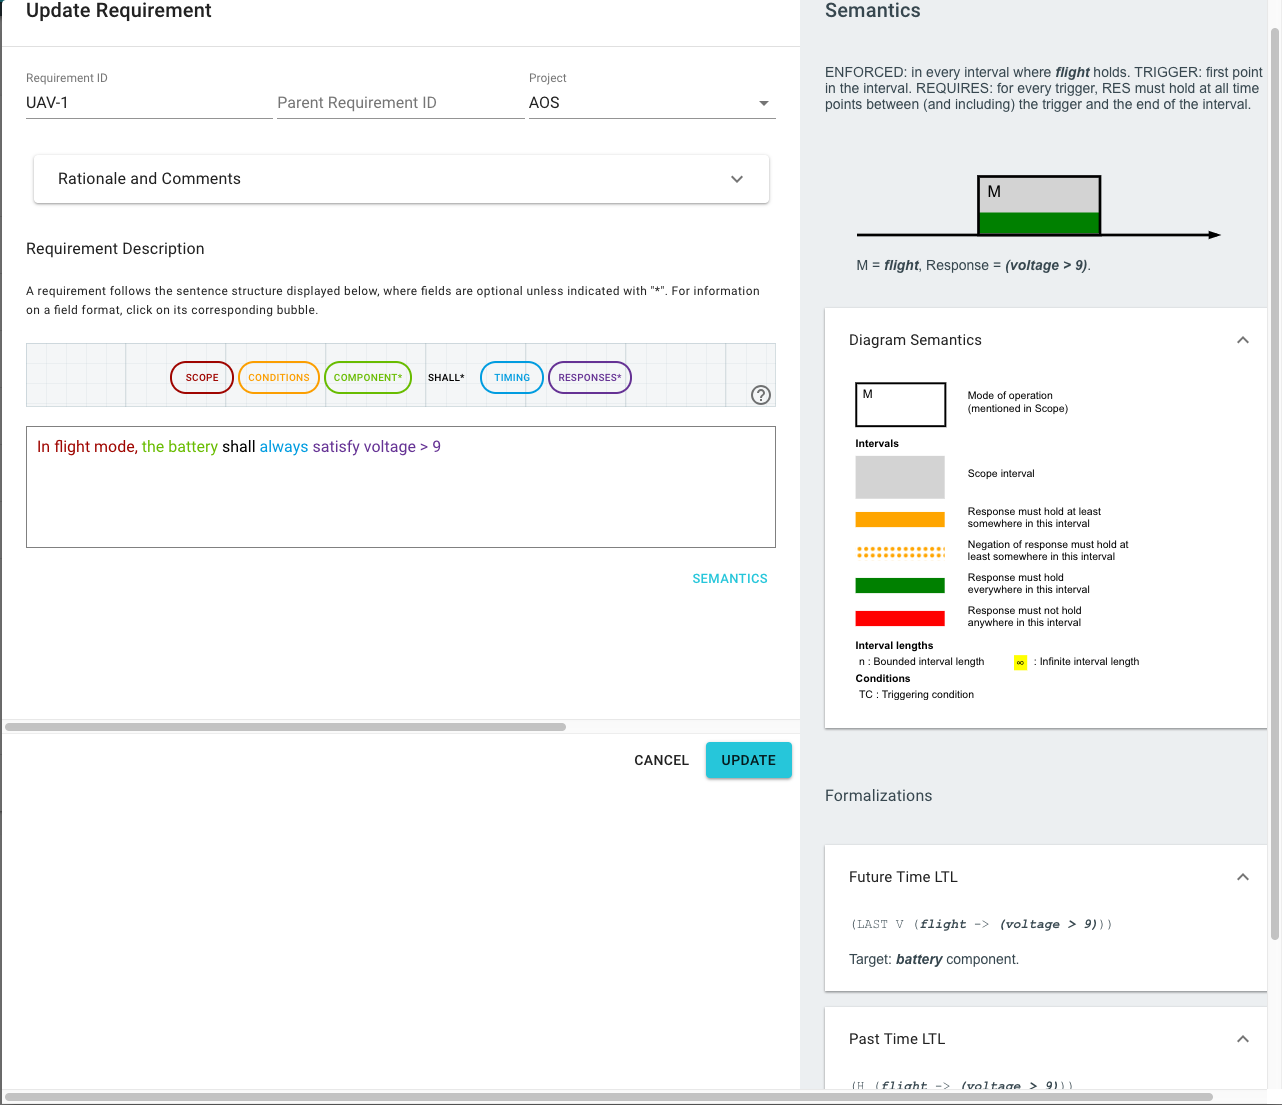 Update Requirement
Requirement ID
UAV-1
Parent Requirement ID
Project
AOS
Rationale and Comments
Requirement Description
A requirement follows the sentence structure displayed below, where fields are optional unless indicated with "*". For information
on a field format, click on its corresponding bubble.
SCOPE CONDITIONS COMPONENT* SHALL* TIMING RESPONSES*
?
In flight mode, the battery shall always satisfy voltage > 9
SEMANTICS
CANCEL UPDATE
Semantics
ENFORCED: in every interval where flight holds. TRIGGER: first point
in the interval. REQUIRES: for every trigger, RES must hold at all time
points between (and including) the trigger and the end of the interval.
M
M = flight, Response = (voltage > 9).
Diagram Semantics
M
Mode of operation
(mentioned in Scope)
Intervals
Scope interval
Response must hold at least
somewhere in this interval
Negation of response must hold at
least somewhere in this interval
Response must hold
everywhere in this interval
Response must not hold
anywhere in this interval
Interval lengths
n : Bounded interval length ∞ : Infinite interval length
Conditions
TC : Triggering condition
Formalizations
Future Time LTL
(LAST V (flight -> (voltage > 9)))
Target: battery component.
Past Time LTL
(H (flight -> (voltage > 9)))